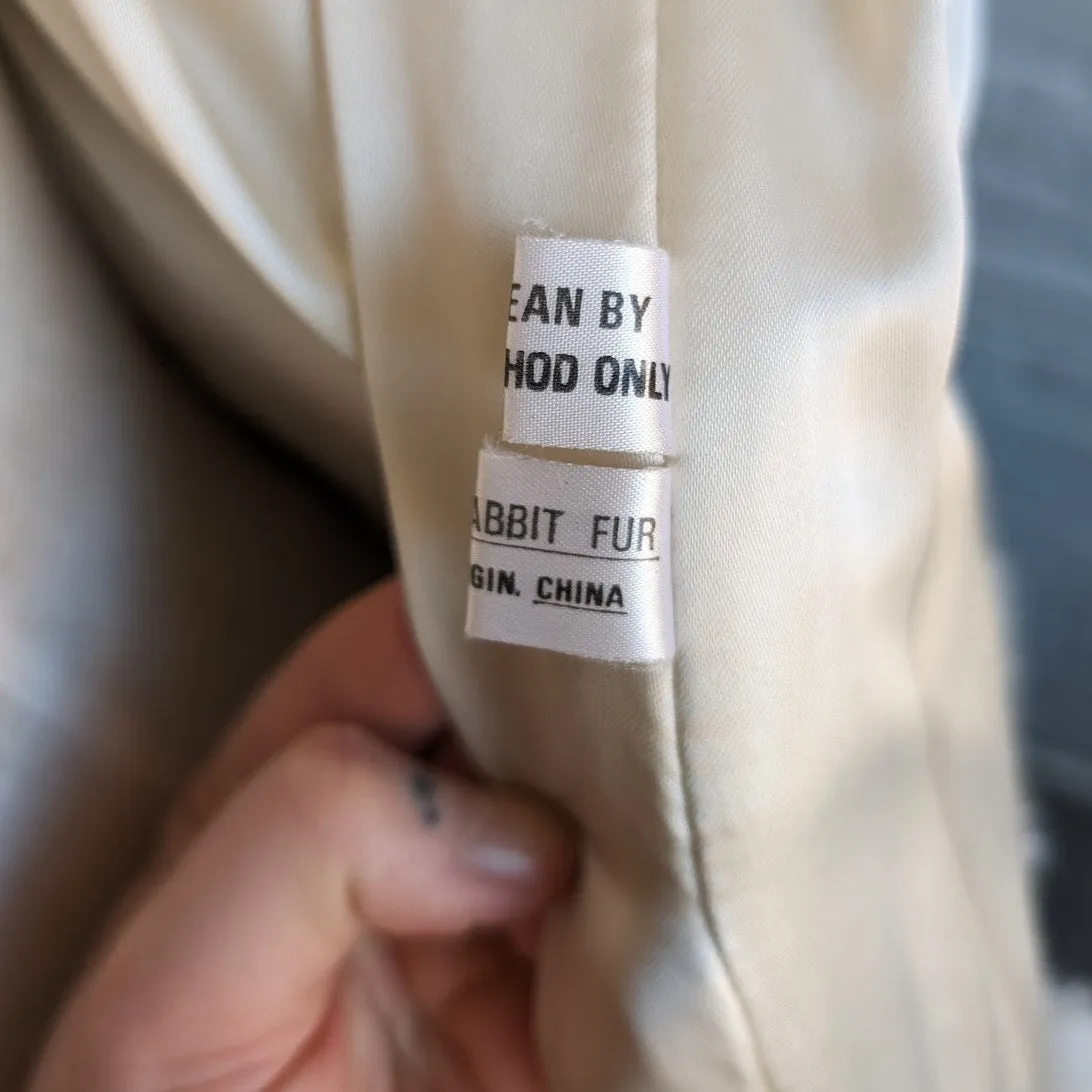 EAN BY
HOD ONLY
ABBIT FUR
GIN. CHINA